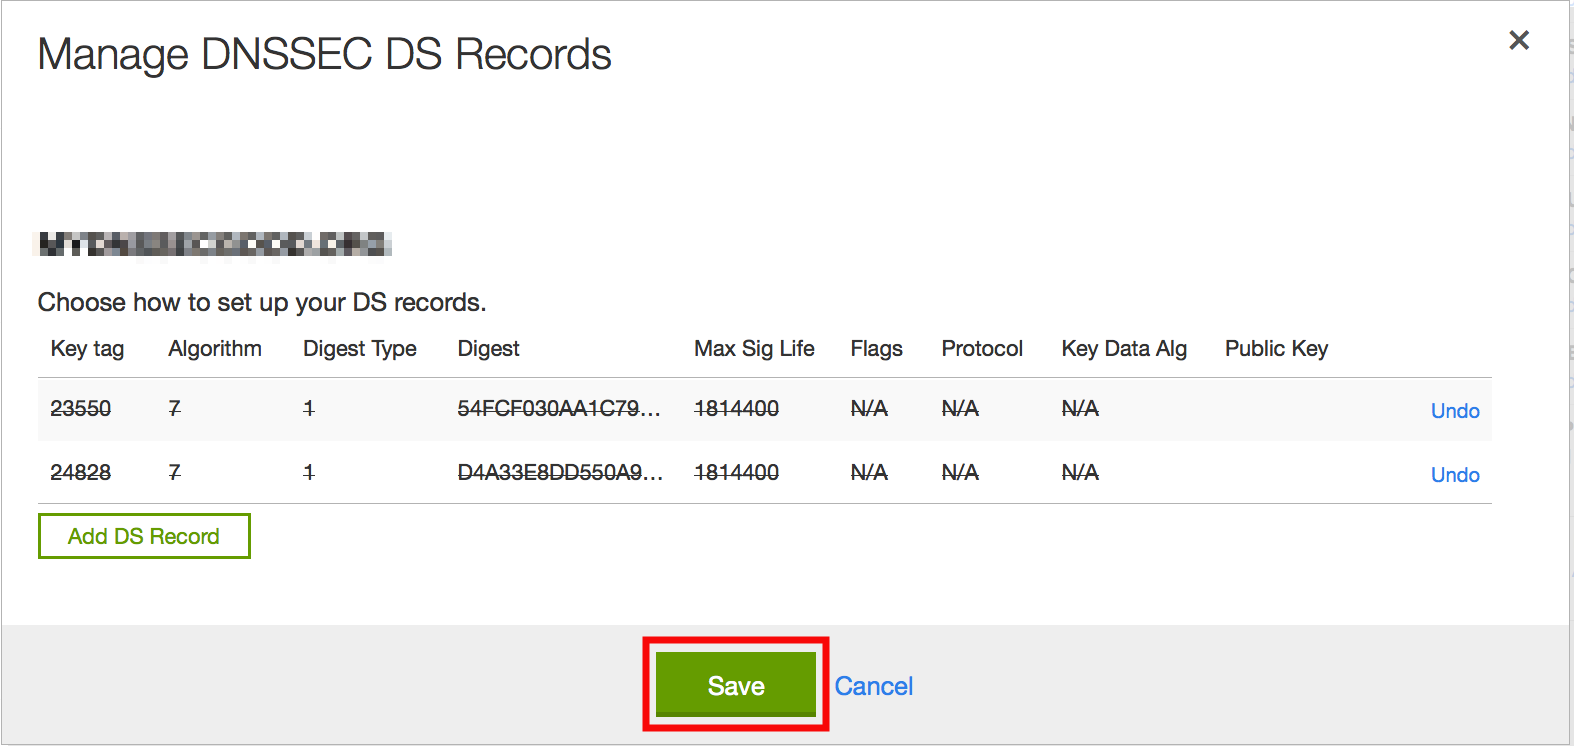 Manage DNSSEC DS Records
Choose how to set up your DS records.
Key tag Algorithm Digest Type Digest Max Sig Life Flags Protocol Key Data Alg Public Key
23550 7 1 54FCF030AA1C79... 1814400 N/A N/A N/A Undo
24828 7 1 D4A33E8DD550A9... 1814400 N/A N/A N/A Undo
Add DS Record
Save Cancel